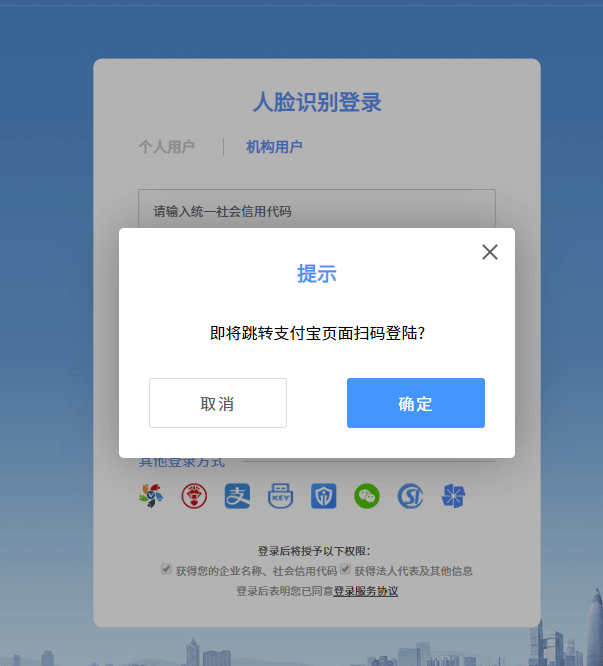 人脸识别登录
个人用户
机构用户
请输入统一社会信用代码
提示
即将跳转支付宝页面扫码登陆?
取消
确定
其他登录方式
KEY
登录后将授予以下权限:
获得您的企业名称、社会信用代码 获得法人代表及其他信息
登录后表明您已同意登录服务协议